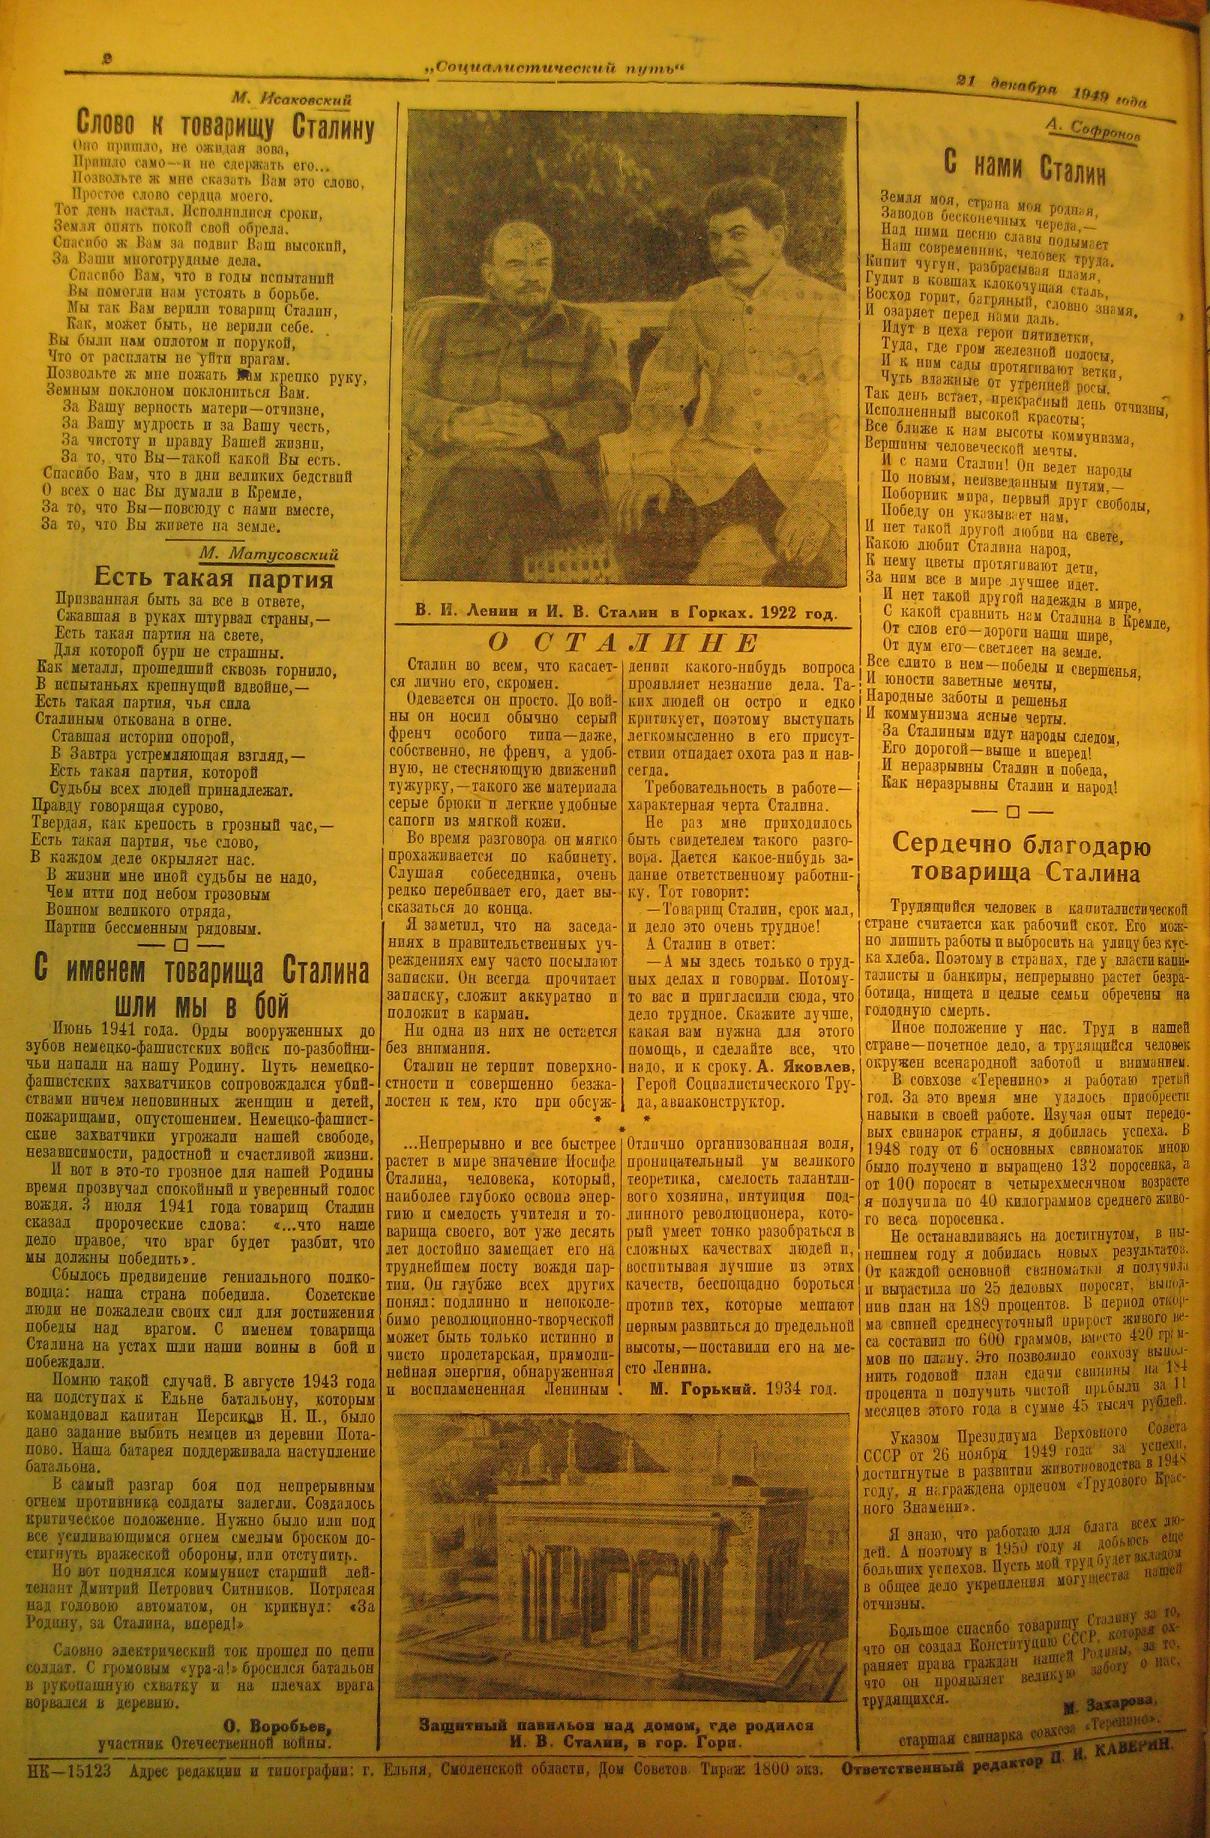 2
„Социалистический путь“
21 декабря 1949 года
М. Исаковский
Слово к товарищу Сталину
Оно пришло, не ожидая зова,
Пришло само—и не сдержать его...
Позвольте ж мне сказать Вам это слово,
Простое слово сердца моего.
Тот день настал. Исполнилися сроки,
Земля опять покой свой обрела.
Спасибо ж Вам за подвиг Ваш высокий,
За Ваши многотрудные дела.
Спасибо Вам, что в годы испытаний
Вы помогли нам устоять в борьбе.
Мы так Вам верили товарищ Сталин,
Как, может быть, не верили себе.
Вы были нам оплотом и порукой,
Что от расплаты не уйти врагам.
Позвольте ж мне пожать Вам крепко руку,
Земным поклоном поклониться Вам.
За Вашу верность матери—отчизне,
За Вашу мудрость и за Вашу честь,
За чистоту и правду Вашей жизни,
За то, что Вы—такой какой Вы есть.
Спасибо Вам, что в дни великих бедствий
О всех о нас Вы думали в Кремле,
За то, что Вы—повсюду с нами вместе,
За то, что Вы живете на земле.
М. Матусовский
Есть такая партия
Призванная быть за все в ответе,
Сжавшая в руках штурвал страны,—
Есть такая партия на свете,
Для которой бури не страшны.
Как металл, прошедший сквозь горнило,
В испытаньях крепнущий вдвойне,—
Есть такая партия, чья сила
Сталиным откована в огне.
Ставшая истории опорой,
В Завтра устремляющая взгляд,—
Есть такая партия, которой
Судьбы всех людей принадлежат.
Правду говорящая сурово,
Твердая, как крепость в грозный час,—
Есть такая партия, чье слово,
В каждом деле окрыляет нас.
В жизни мне иной судьбы не надо,
Чем итти под небом грозовым
Воином великого отряда,
Партии бессменным рядовым.
С именем товарища Сталина
шли мы в бой
Июнь 1941 года. Орды вооруженных до
зубов немецко-фашистских войск по-разбойни-
чьи напали на нашу Родину. Путь немецко-
фашистских захватчиков сопровождался убий-
ствами ничем неповинных женщин и детей,
пожарищами, опустошением. Немецко-фашист-
ские захватчики угрожали нашей свободе,
независимости, радостной и счастливой жизни.
И вот в это-то грозное для нашей Родины
время прозвучал спокойный и уверенный голос
вождя. 3 июля 1941 года товарищ Сталин
сказал пророческие слова: «...что наше
дело правое, что враг будет разбит, что
мы должны победить».
Сбылось предвидение гениального полко-
водца: наша страна победила. Советские
люди не пожалели своих сил для достижения
победы над врагом. С именем товарища
Сталина на устах шли наши воины в бой и
побеждали.
Помню такой случай. В августе 1943 года
на подступах к Ельне батальону, которым
командовал капитан Персиков Н. П., было
дано задание выбить немцев из деревни Пота-
пово. Наша батарея поддерживала наступление
батальона.
В самый разгар боя под непрерывным
огнем противника солдаты залегли. Создалось
критическое положение. Нужно было или под
все усиливающимся огнем смелым броском до-
стигнуть вражеской обороны, или отступить.
Но вот поднялся коммунист старший лей-
тенант Дмитрий Петрович Ситников. Потрясая
над головою автоматом, он крикнул: «За
Родину, за Сталина, вперед!»
Словно электрический ток прошел по цепи
солдат. С громовым «ура-а!» бросился батальон
в рукопашную схватку и на плечах врага
ворвался в деревню.
О. Воробьев,
участник Отечественной войны.
В. И. Ленин и И. В. Сталин в Горках. 1922 год.
О СТАЛИНЕ
Сталин во всем, что касает-
ся лично его, скромен.
Одевается он просто. До вой-
ны он носил обычно серый
френч особого типа—даже,
собственно, не френч, а удоб-
ную, не стесняющую движений
тужурку,—такого же материала
серые брюки и легкие удобные
сапоги из мягкой кожи.
Во время разговора он мягко
прохаживается по кабинету.
Слушая собеседника, очень
редко перебивает его, дает вы-
сказаться до конца.
Я заметил, что на заседа-
ниях в правительственных уч-
реждениях ему часто посылают
записки. Он всегда прочитает
записку, сложит аккуратно и
положит в карман.
Ни одна из них не остается
без внимания.
Сталин не терпит поверхно-
стности и совершенно безжа-
лостен к тем, кто при обсуж-
дении какого-нибудь вопроса
проявляет незнание дела. Та-
ких людей он остро и едко
критикует, поэтому выступать
легкомысленно в его присут-
ствии отпадает охота раз и нав-
сегда.
Требовательность в работе—
характерная черта Сталина.
Не раз мне приходилось
быть свидетелем такого разго-
вора. Дается какое-нибудь за-
дание ответственному работни-
ку. Тот говорит:
—Товарищ Сталин, срок мал,
и дело это очень трудное!
А Сталин в ответ:
—А мы здесь только о труд-
ных делах и говорим. Потому-
то вас и пригласили сюда, что
дело трудное. Скажите лучше,
какая вам нужна для этого
помощь, и сделайте все, что
надо, и к сроку. А. Яковлев,
Герой Социалистического Тру-
да, авиаконструктор.
* * *
...Непрерывно и все быстрее
растет в мире значение Иосифа
Сталина, человека, который,
наиболее глубоко освоив энер-
гию и смелость учителя и то-
варища своего, вот уже десять
лет достойно замещает его на
труднейшем посту вождя пар-
тии. Он глубже всех других
понял: подлинно и непоколе-
бимо революционно-творческой
может быть только истинно и
чисто пролетарская, прямоли-
нейная энергия, обнаруженная
и воспламененная Лениным.
Отлично организованная воля,
проницательный ум великого
теоретика, смелость талантли-
вого хозяина, интуиция под-
линного революционера, кото-
рый умеет тонко разобраться в
сложных качествах людей и,
воспитывая лучшие из этих
качеств, беспощадно бороться
против тех, которые мешают
первым развиться до предельной
высоты,—поставили его на ме-
сто Ленина.
М. Горький. 1934 год.
Защитный павильон над домом, где родился
И. В. Сталин, в гор. Гори.
А. Софронов
С нами Сталин
Земля моя, страна моя родная,
Заводов бесконечных череда,—
Над ними песню славы подымает
Наш современник, человек труда.
Кипит чугун, разбрасывая пламя,
Гудит в ковшах клокочущая сталь,
Восход горит, багряный, словно знамя,
И озаряет перед нами даль.
Идут в цеха герои пятилетки,
Туда, где гром железной полосы,
И к ним сады протягивают ветки,
Чуть влажные от утренней росы.
Так день встает, прекрасный день отчизны,
Исполненный высокой красоты;
Все ближе к нам высоты коммунизма,
Вершины человеческой мечты.
И с нами Сталин! Он ведет народы
По новым, неизведанным путям,—
Поборник мира, первый друг свободы,
Победу он указывает нам.
И нет такой другой любви на свете,
Какою любит Сталина народ,
К нему цветы протягивают дети,
За ним все в мире лучшее идет.
И нет такой другой надежды в мире,
С какой сравнить нам Сталина в Кремле,
От слов его—дороги наши шире,
От дум его—светлеет на земле.
Все слито в нем—победы и свершенья,
И юности заветные мечты,
Народные заботы и решенья
И коммунизма ясные черты.
За Сталиным идут народы следом,
Его дорогой—выше и вперед!
И неразрывны Сталин и победа,
Как неразрывны Сталин и народ!
Сердечно благодарю
товарища Сталина
Трудящийся человек в капиталистической
стране считается как рабочий скот. Его мож-
но лишить работы и выбросить на улицу без кус-
ка хлеба. Поэтому в странах, где у власти капи-
талисты и банкиры, непрерывно растет безра-
ботица, нищета и целые семьи обречены на
голодную смерть.
Иное положение у нас. Труд в нашей
стране—почетное дело, а трудящийся человек
окружен всенародной заботой и вниманием.
В совхозе «Теренино» я работаю третий
год. За это время мне удалось приобрести
навыки в своей работе. Изучая опыт передо-
вых свинарок страны, я добилась успеха. В
1948 году от 6 основных свиноматок мною
было получено и выращено 132 поросенка, а
от 100 поросят в четырехмесячном возрасте
я получила по 40 килограммов среднего живо-
го веса поросенка.
Не останавливаясь на достигнутом, в ны-
нешнем году я добилась новых результатов.
От каждой основной свиноматки я получила
и вырастила по 25 деловых поросят, выпол-
нив план на 189 процентов. В период откор-
ма свиней среднесуточный прирост живого ве-
са составил по 600 граммов, вместо 420 грам-
мов по плану. Это позволило совхозу выпол-
нить годовой план сдачи свинины на 184
процента и получить чистой прибыли за 11
месяцев этого года в сумме 45 тысяч рублей.
Указом Президиума Верховного Совета
СССР от 26 ноября 1949 года за успехи,
достигнутые в развитии животноводства в 1948
году, я награждена орденом «Трудового Крас-
ного Знамени».
Я знаю, что работаю для блага всех лю-
дей. А поэтому в 1950 году я добьюсь еще
больших успехов. Пусть мой труд будет вкладом
в общее дело укрепления могущества нашей
отчизны.
Большое спасибо товарищу Сталину за то,
что он создал Конституцию СССР, которая ох-
раняет права граждан нашей Родины, за то,
что он проявляет великую заботу о нас,
трудящихся.
М. Захарова,
старшая свинарка совхоза «Теренино».
НК—15123 Адрес редакции и типографии: г. Ельня, Смоленской области, Дом Советов. Тираж 1800 экз. Ответственный редактор П. И. КАВЕРИН.